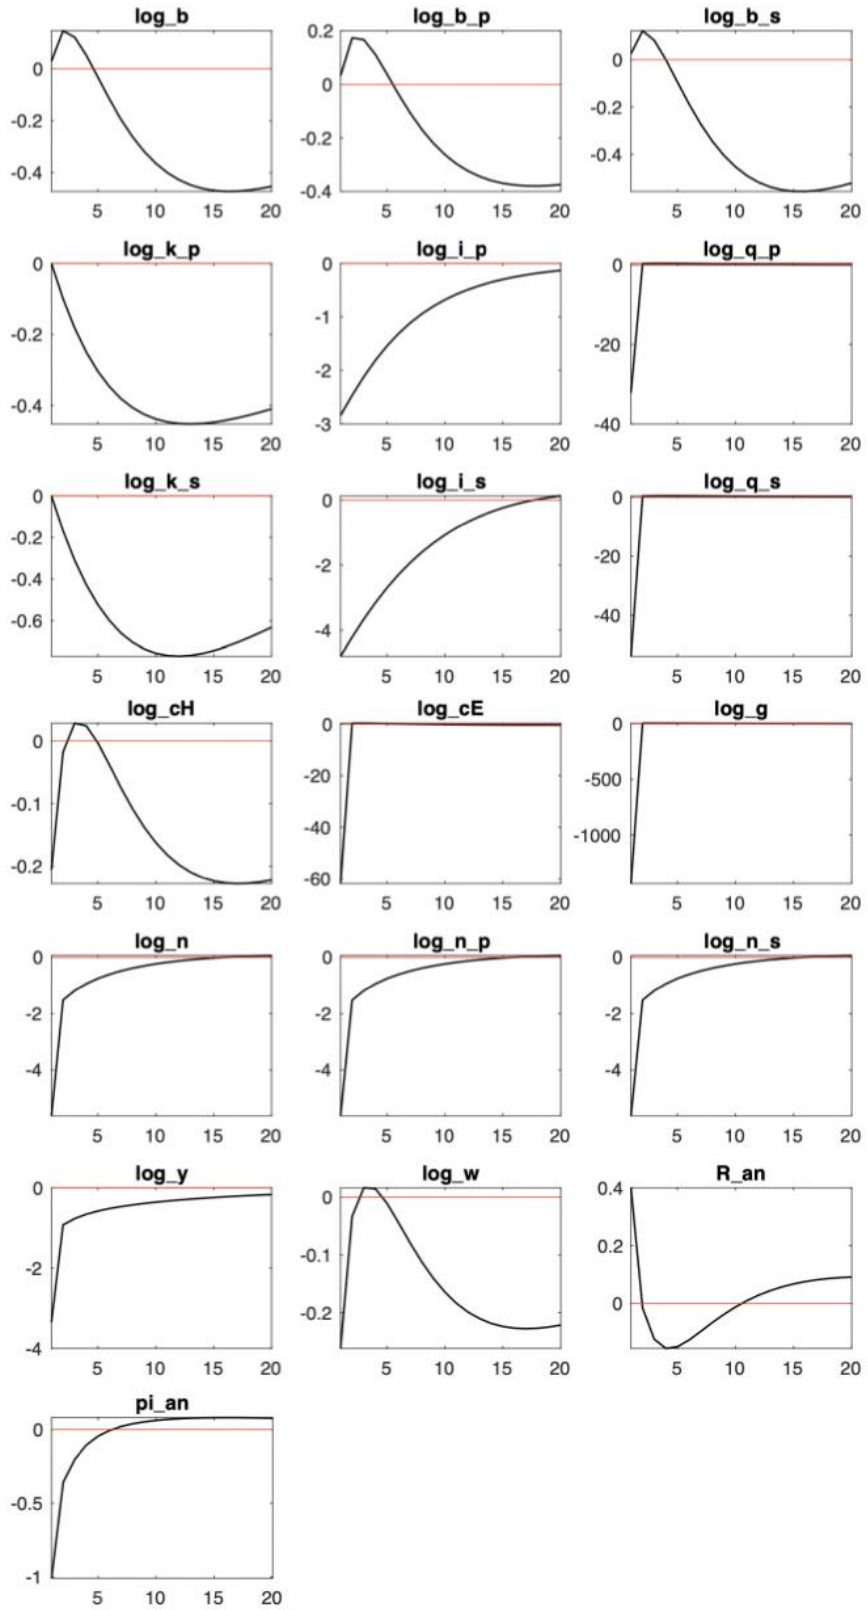 log_b log_b_p log_b_s
0 0.2 0
-0.2 0 -0.2
-0.4 -0.2 -0.4
-0.4
5 10 15 20 5 10 15 20 5 10 15 20
log_k_p log_i_p log_q_p
0 0 0
-0.2 -1 -20
-0.4 -2 -40
-3
5 10 15 20 5 10 15 20 5 10 15 20
log_k_s log_i_s log_q_s
0 0 0
-0.2 -2 -20
-0.4 -4 -40
-0.6
5 10 15 20 5 10 15 20 5 10 15 20
log_cH log_cE log_g
0 0 0
-0.1 -20 -500
-0.2 -40 -1000
-60
5 10 15 20 5 10 15 20 5 10 15 20
log_n log_n_p log_n_s
0 0 0
-2 -2 -2
-4 -4 -4
5 10 15 20 5 10 15 20 5 10 15 20
log_y log_w R_an
0 0 0.4
-2 -0.1 0.2
-4 -0.2 0
5 10 15 20 5 10 15 20 5 10 15 20
pi_an
0
-0.5
-1
5 10 15 20